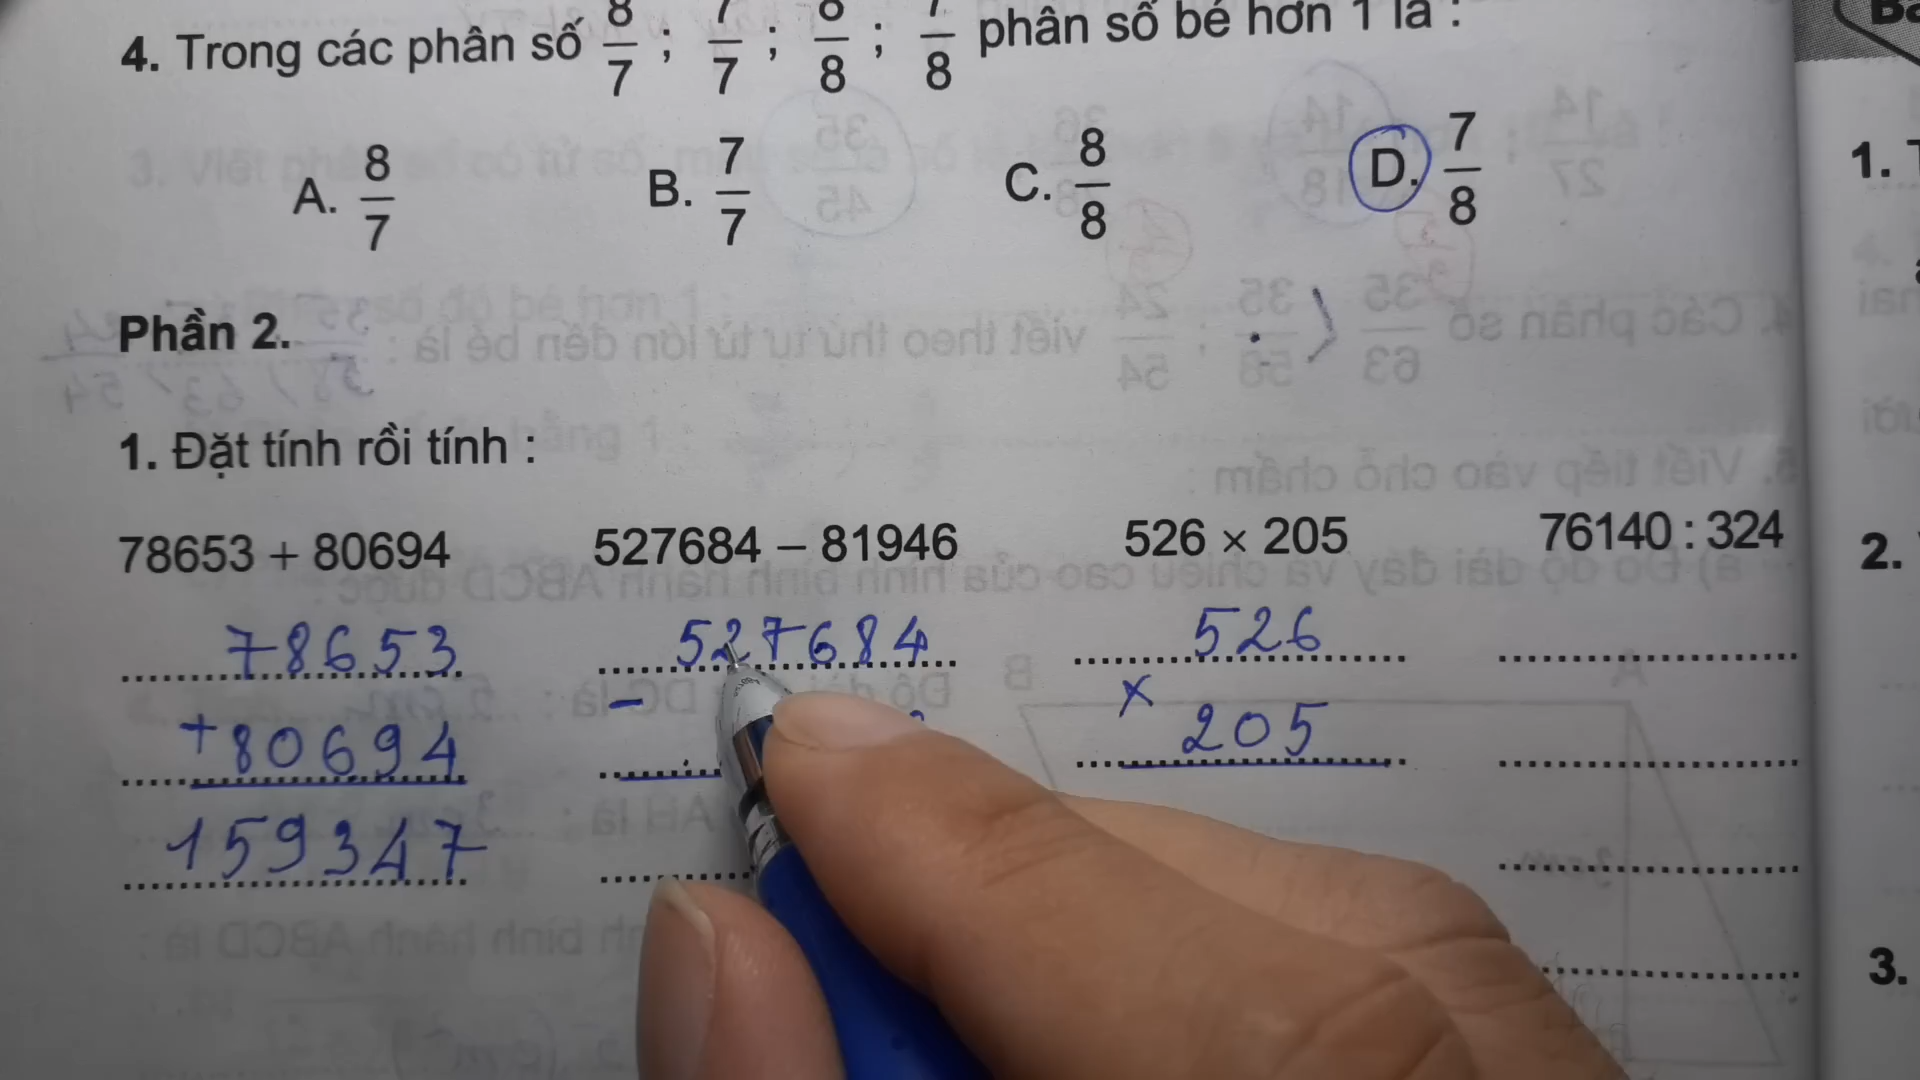 4. Trong các phân số 8/7 ; 7/7 ; 8/8 ; 7/8 phân số bé hơn 1 là :
A. 8/7 B. 7/7 C. 8/8 D. 7/8
Phần 2.
1. Đặt tính rồi tính :
78653 + 80694 527684 – 81946 526 × 205 76140 : 324
78653 527684 526
+ 80694 - × 205
159347
1.
2.
3.